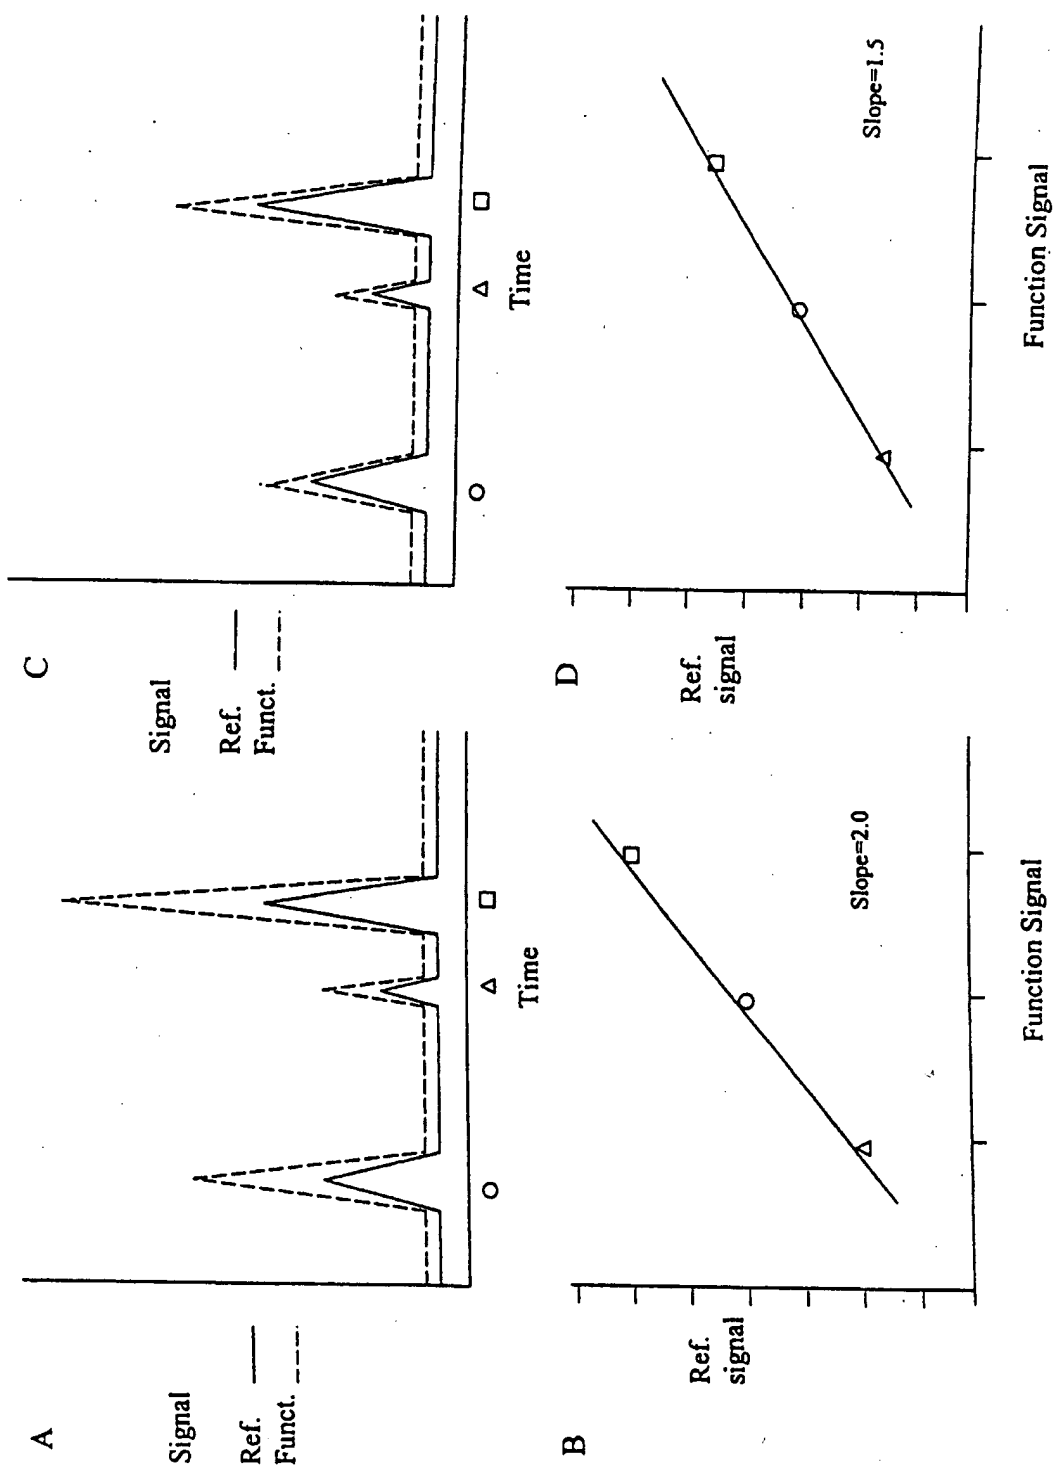 A
Signal
Ref.
Funct.
Time
B
Ref.
signal
Slope=2.0
Function Signal
C
Signal
Ref.
Funct.
Time
D
Ref.
signal
Slope=1.5
Function Signal